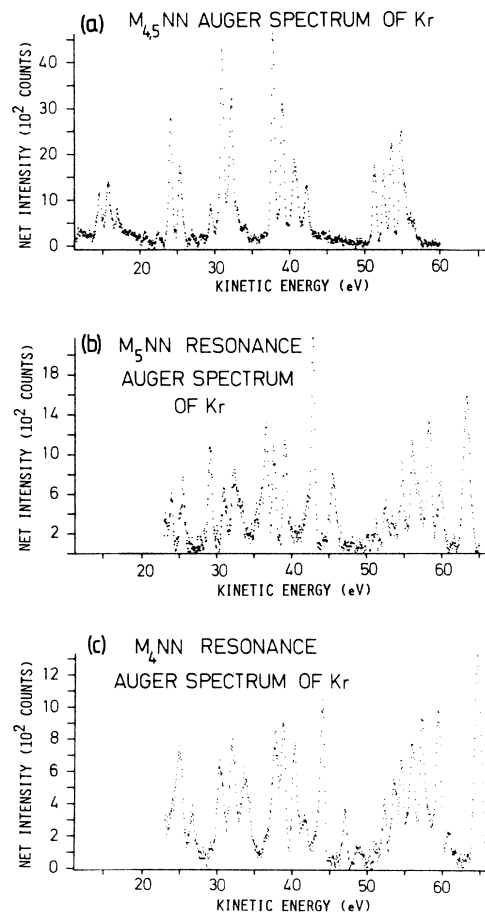 (a) M4,5NN AUGER SPECTRUM OF Kr
NET INTENSITY (10² COUNTS)
40
30
20
10
0
20 30 40 50 60
KINETIC ENERGY (eV)
(b) M5NN RESONANCE
AUGER SPECTRUM
OF Kr
NET INTENSITY (10² COUNTS)
18
14
10
6
2
20 30 40 50 60
KINETIC ENERGY (eV)
(c) M4NN RESONANCE
AUGER SPECTRUM OF Kr
NET INTENSITY (10² COUNTS)
12
10
8
6
4
2
0
20 30 40 50 60
KINETIC ENERGY (eV)